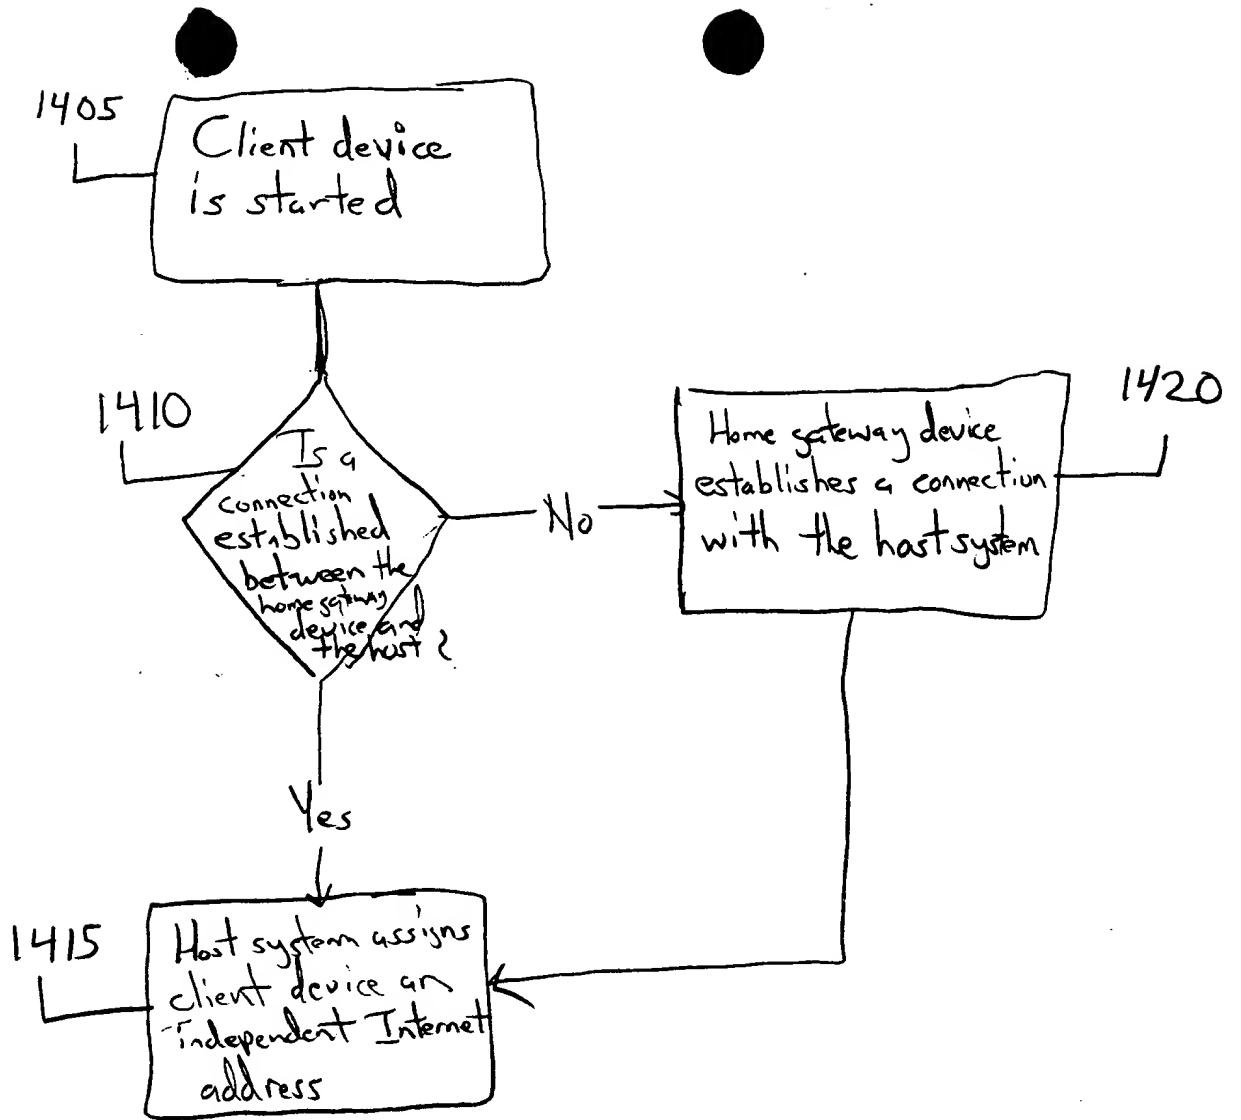 1405
Client device
is started
1410
Is a
connection
established
between the
home gateway
device and
the host?
No
Home gateway device
establishes a connection
with the host system
1420
Yes
1415
Host system assigns
client device an
independent Internet
address